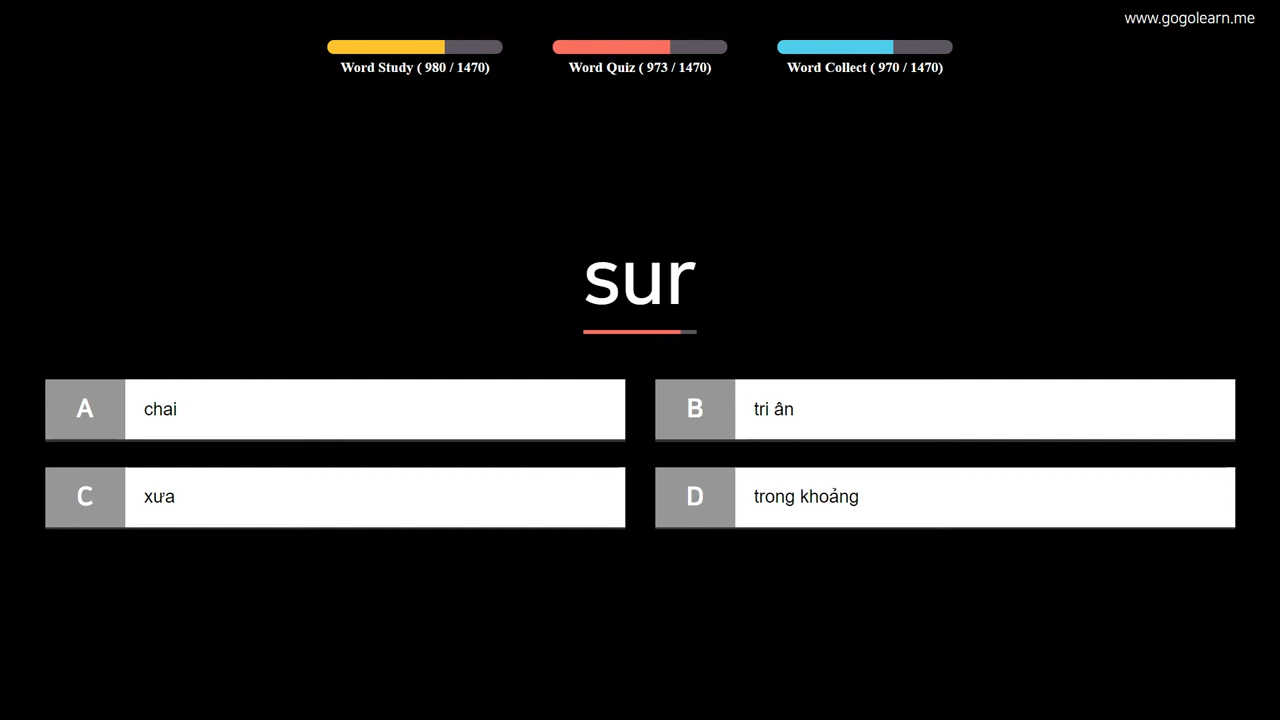 www.gogolearn.me
Word Study ( 980 / 1470)
Word Quiz ( 973 / 1470)
Word Collect ( 970 / 1470)
sur
A chai
B tri ân
C xưa
D trong khoảng